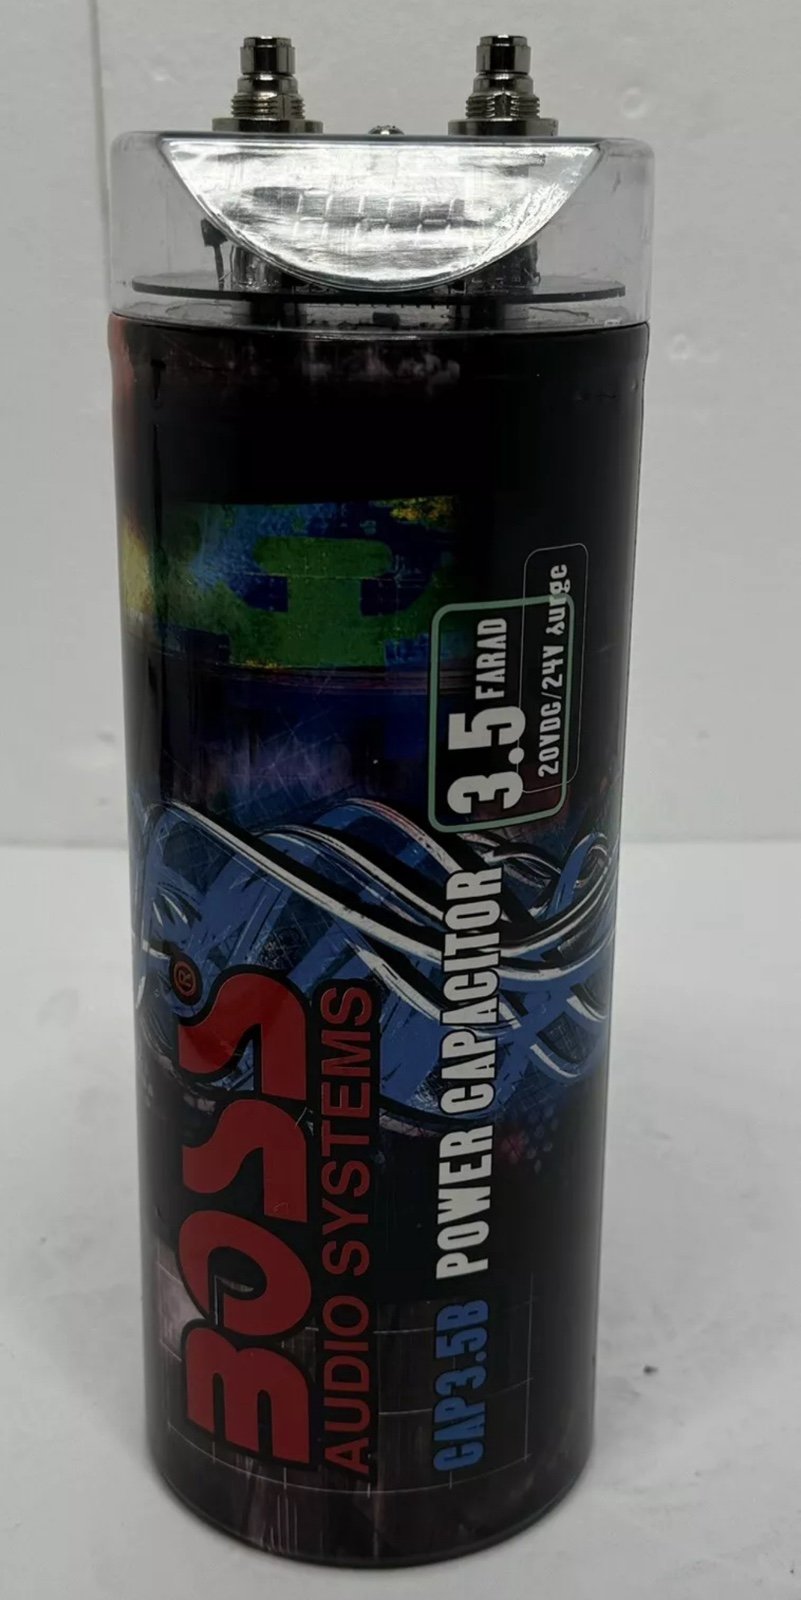 BOSS®
AUDIO SYSTEMS
CAP3.5B POWER CAPACITOR
3.5 FARAD
20VDC/24V Surge